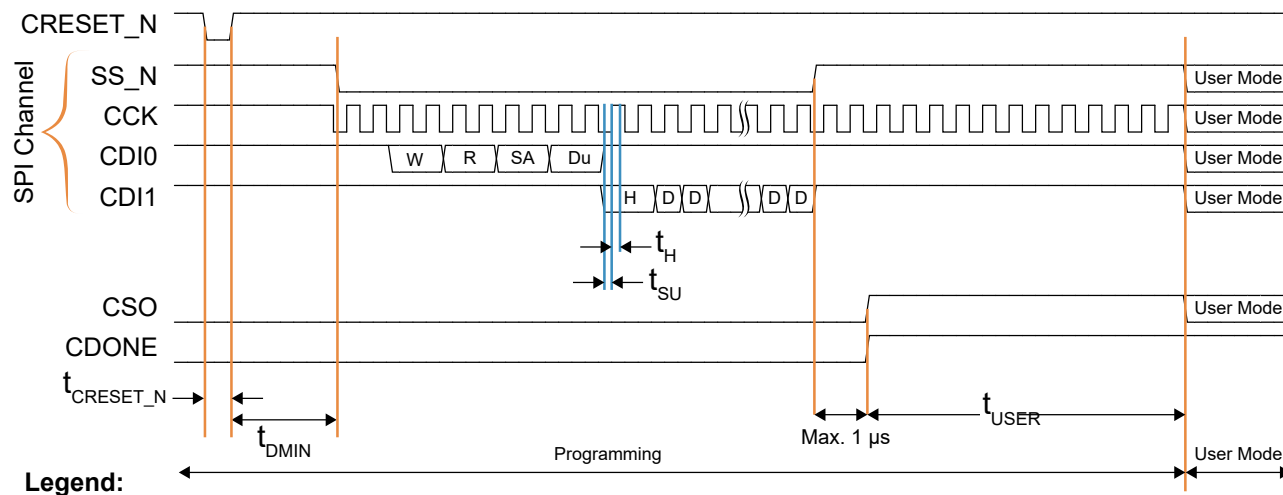 CRESET_N
SPI Channel
SS_N User Mode
CCK User Mode
CDI0 W R SA Du User Mode
CDI1 H D D D D User Mode
tH
tSU
CSO User Mode
CDONE
tCRESET_N
tDMIN
Max. 1 µs
tUSER
Programming User Mode
Legend: